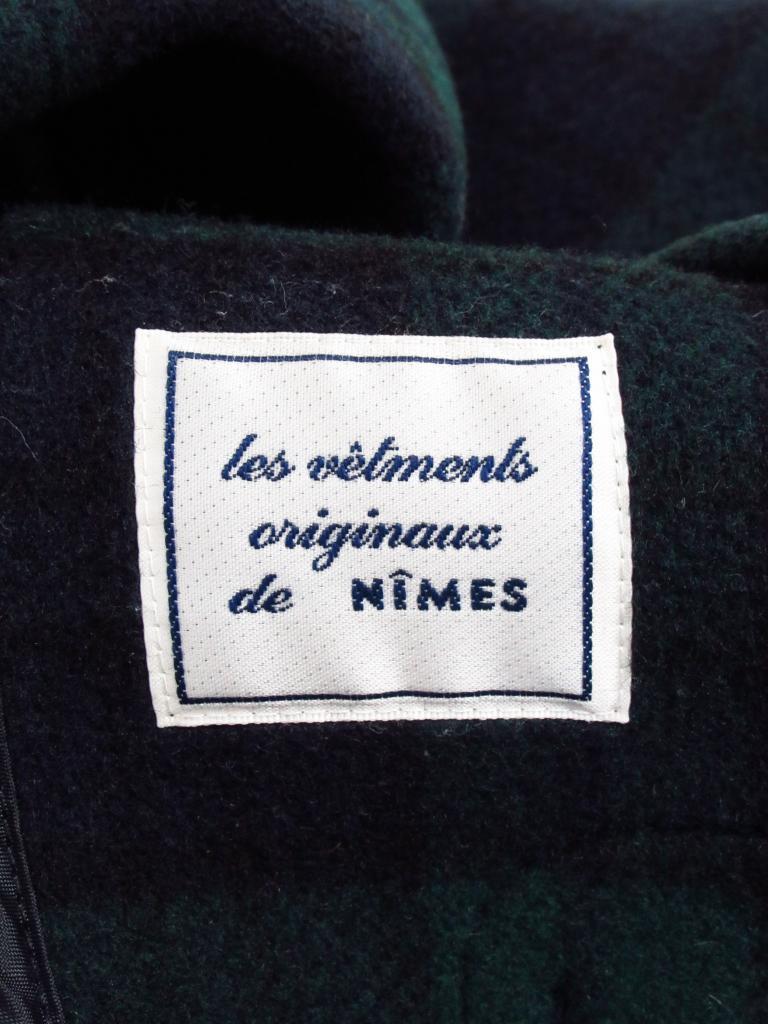 les vêtments
originaux
de NÎMES